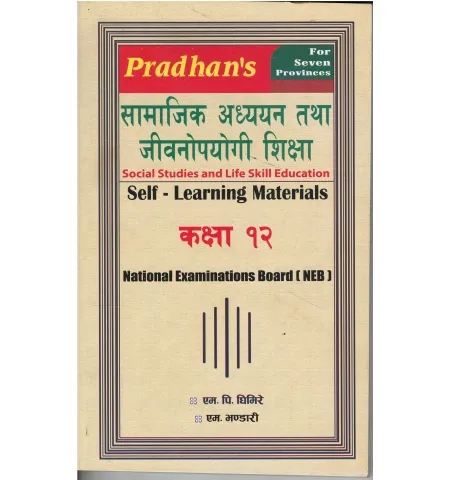 Pradhan's
For
Seven
Provinces
सामाजिक अध्ययन तथा
जीवनोपयोगी शिक्षा
Social Studies and Life Skill Education
Self - Learning Materials
कक्षा १२
National Examinations Board ( NEB )
एम. पि. घिमिरे
एम. भण्डारी